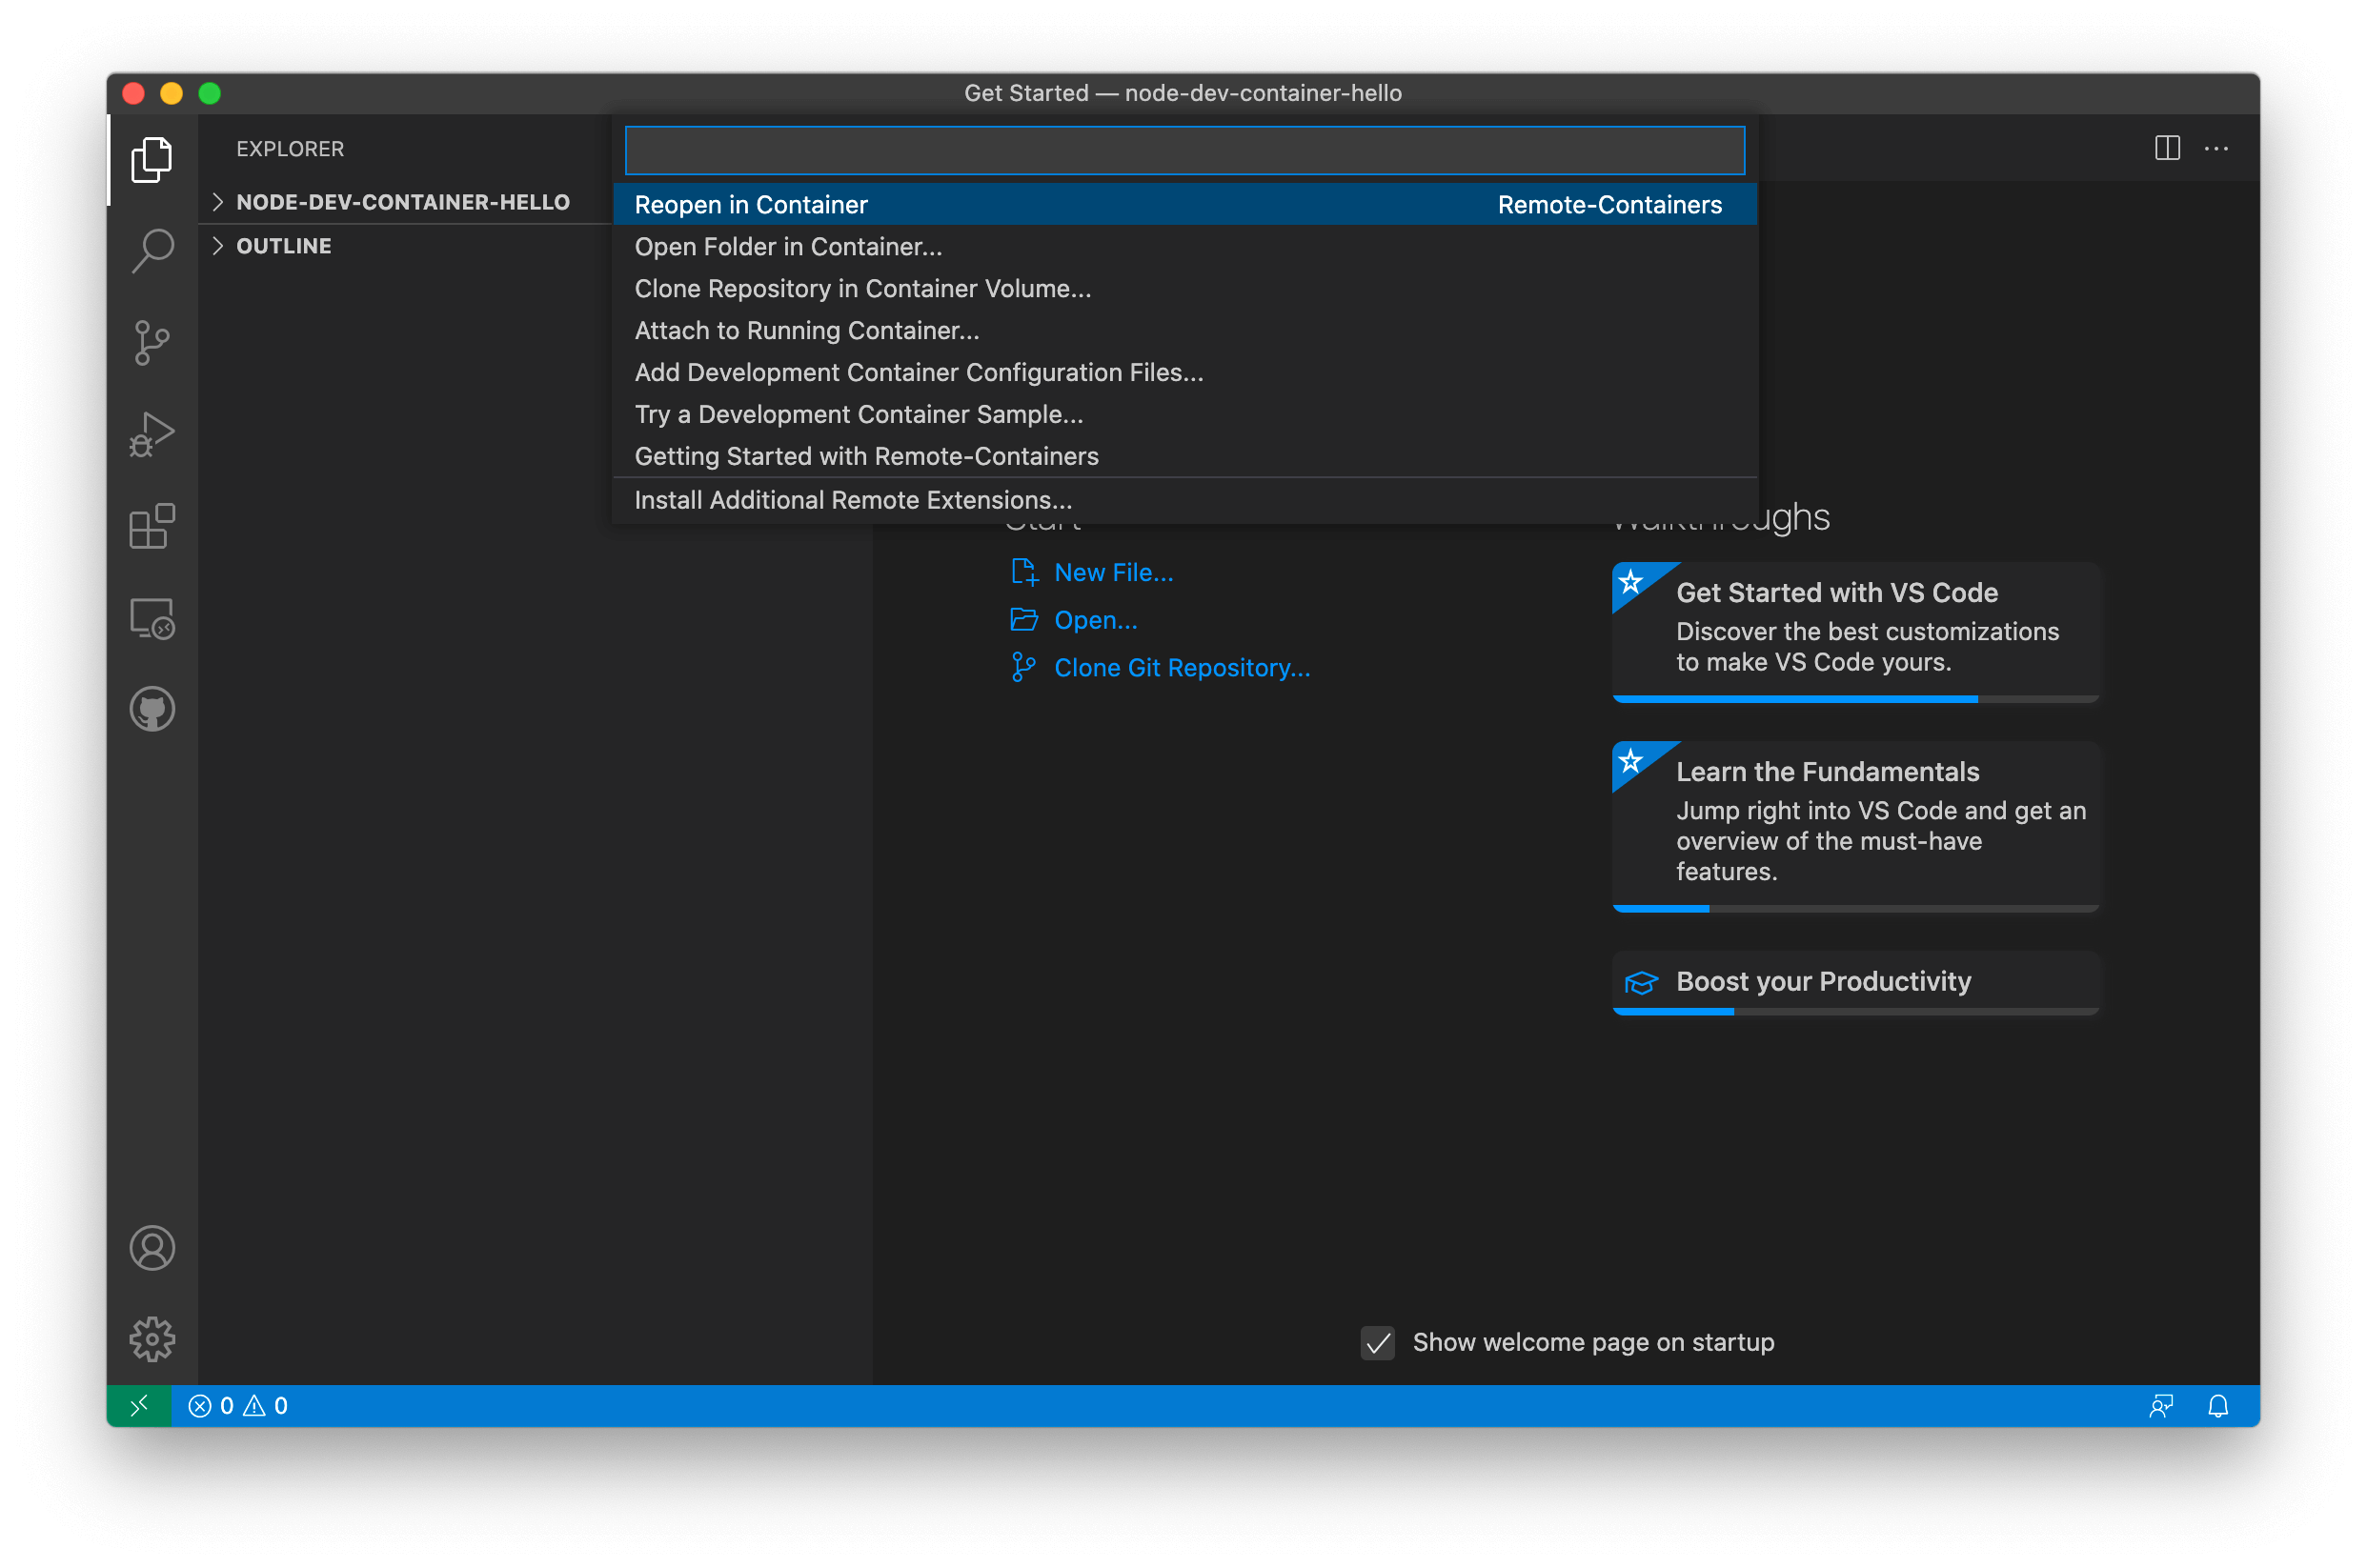 Get Started — node-dev-container-hello
EXPLORER
NODE-DEV-CONTAINER-HELLO
OUTLINE
Reopen in Container Remote-Containers
Open Folder in Container...
Clone Repository in Container Volume...
Attach to Running Container...
Add Development Container Configuration Files...
Try a Development Container Sample...
Getting Started with Remote-Containers
Install Additional Remote Extensions...
Start
Walkthroughs
New File...
Open...
Clone Git Repository...
Get Started with VS Code
Discover the best customizations
to make VS Code yours.
Learn the Fundamentals
Jump right into VS Code and get an
overview of the must-have
features.
Boost your Productivity
Show welcome page on startup
0 0